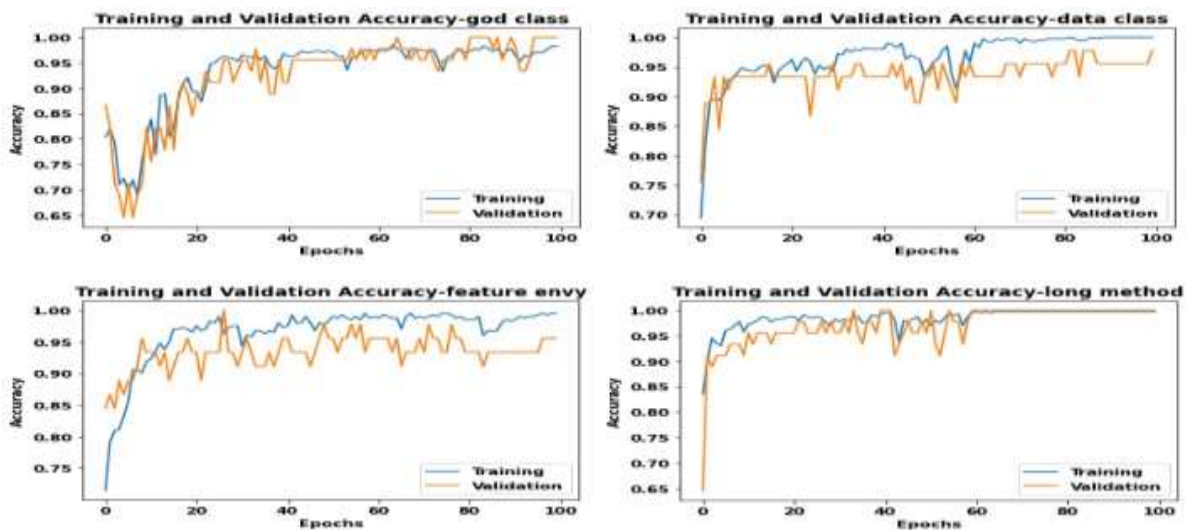 Training and Validation Accuracy-god class
1.00
0.95
0.90
0.85
0.80
0.75
0.70
0.65
Accuracy
Training
Validation
0 20 40 60 80 100
Epochs
Training and Validation Accuracy-data class
1.00
0.95
0.90
0.85
0.80
0.75
0.70
Accuracy
Training
Validation
0 20 40 60 80 100
Epochs
Training and Validation Accuracy-feature envy
1.00
0.95
0.90
0.85
0.80
0.75
Accuracy
Training
Validation
0 20 40 60 80 100
Epochs
Training and Validation Accuracy-long method
1.00
0.95
0.90
0.85
0.80
0.75
0.70
0.65
Accuracy
Training
Validation
0 20 40 60 80 100
Epochs